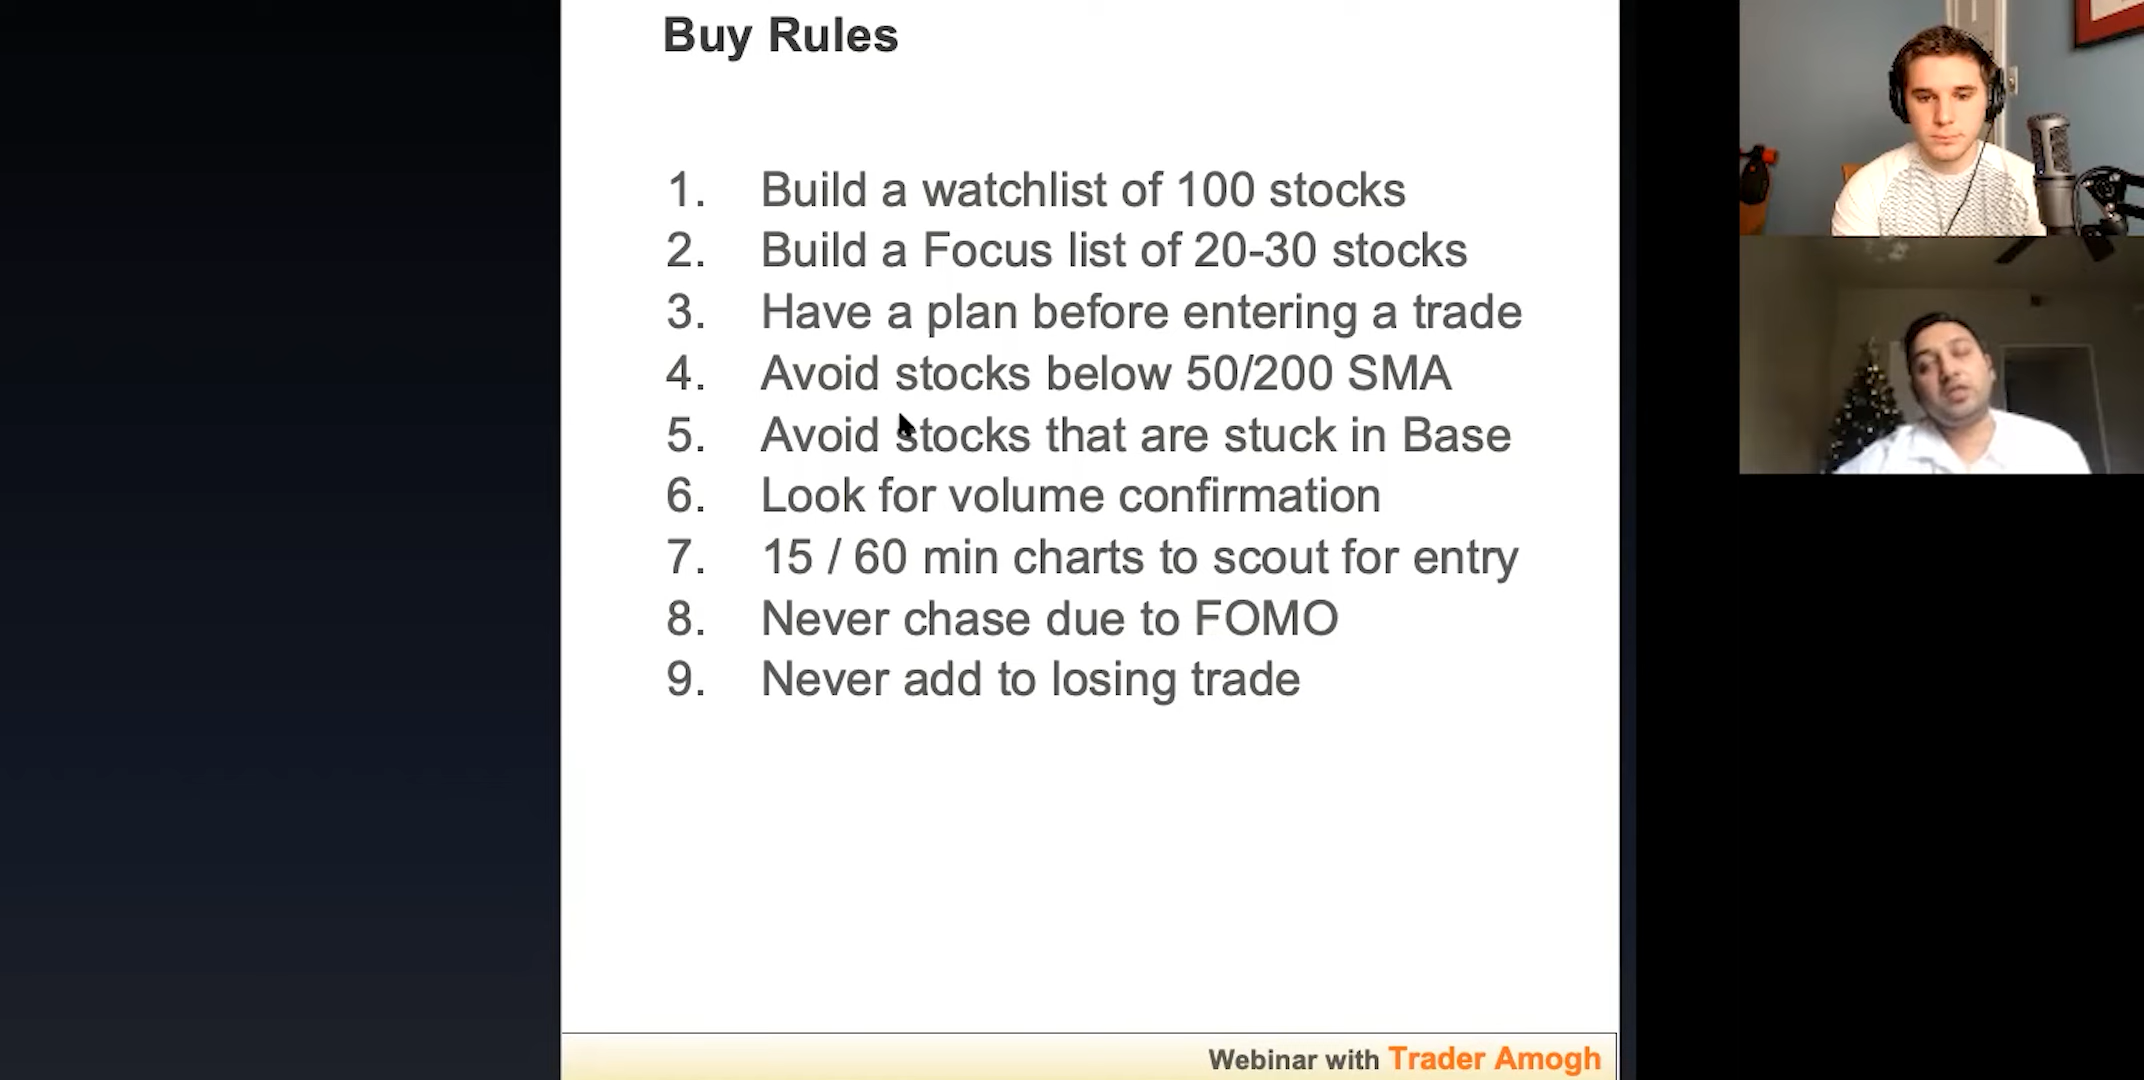 Buy Rules
1. Build a watchlist of 100 stocks
2. Build a Focus list of 20-30 stocks
3. Have a plan before entering a trade
4. Avoid stocks below 50/200 SMA
5. Avoid stocks that are stuck in Base
6. Look for volume confirmation
7. 15 / 60 min charts to scout for entry
8. Never chase due to FOMO
9. Never add to losing trade
Webinar with Trader Amogh